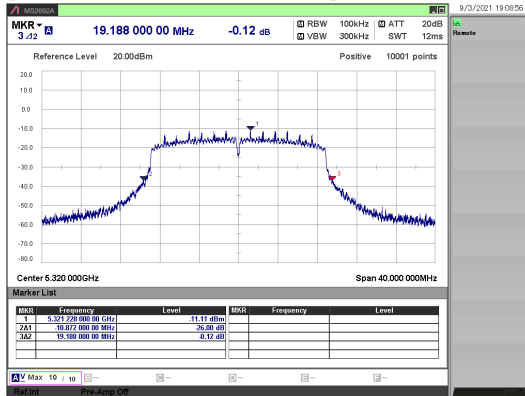 MS2692A
9/3/2021 19:08:56
MKR
3 Δ2 A 19.188 000 00 MHz -0.12 dB
RBW 100kHz ATT 20dB
VBW 300kHz SWT 12ms
Remote
Reference Level 20.00dBm Positive 10001 points
20.0
10.0
0.0
-10.0
-20.0
-30.0
-40.0
-50.0
-60.0
-70.0
-80.0
1
2
3
Center 5.320 000GHz Span 40.000 000MHz
Marker List
MKR Frequency Level MKR Frequency Level
1 5.321 228 000 00 GHz -11.11 dBm
2Δ1 -10.872 000 00 MHz -26.00 dB
3Δ2 19.188 000 00 MHz -0.12 dB
A V Max 10 / 10 B -- C -- D -- E -- F --
Ref.Int Pre-Amp Off